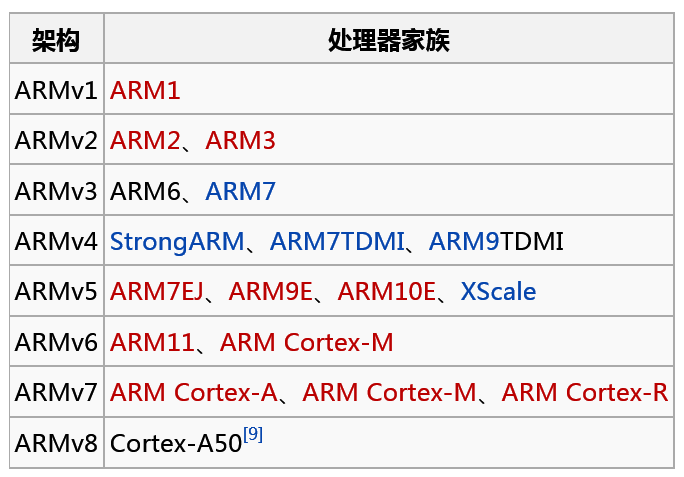 架构 处理器家族
ARMv1 ARM1
ARMv2 ARM2、ARM3
ARMv3 ARM6、ARM7
ARMv4 StrongARM、ARM7TDMI、ARM9TDMI
ARMv5 ARM7EJ、ARM9E、ARM10E、XScale
ARMv6 ARM11、ARM Cortex-M
ARMv7 ARM Cortex-A、ARM Cortex-M、ARM Cortex-R
ARMv8 Cortex-A50[9]